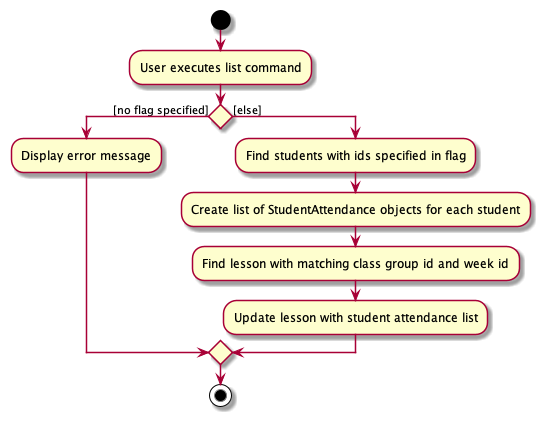 User executes list command
[no flag specified]
[else]
Display error message
Find students with ids specified in flag
Create list of StudentAttendance objects for each student
Find lesson with matching class group id and week id
Update lesson with student attendance list